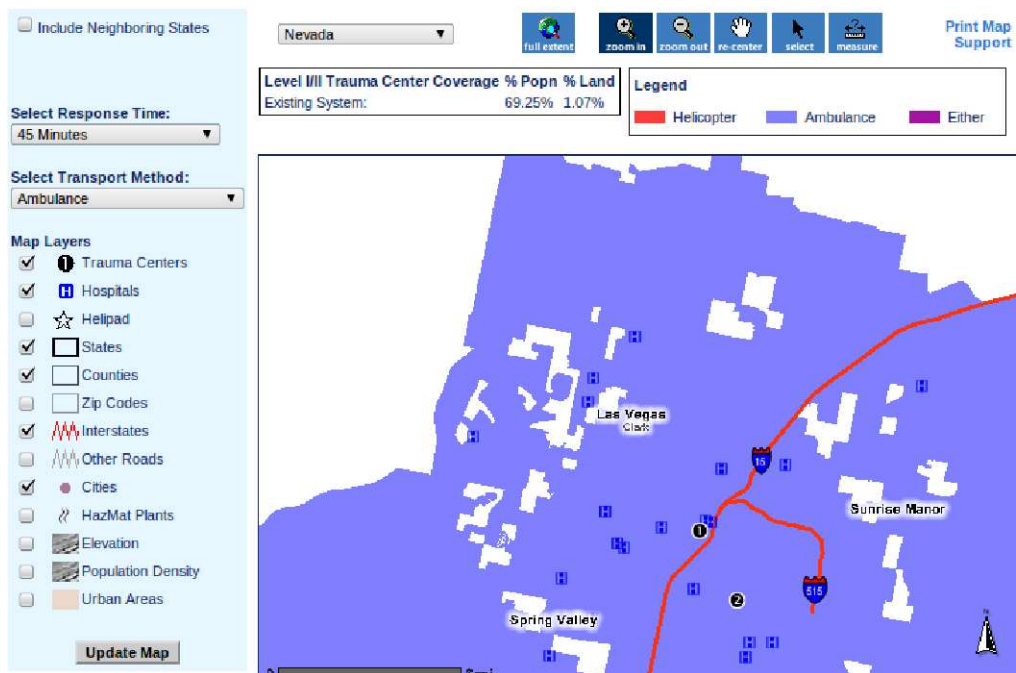 Include Neighboring States
Nevada
full extent
zoom in
zoom out
re-center
select
measure
Print Map
Support
Select Response Time:
45 Minutes
Select Transport Method:
Ambulance
Level I/II Trauma Center Coverage % Popn % Land
Existing System: 69.25% 1.07%
Legend
Helicopter
Ambulance
Either
Map Layers
1 Trauma Centers
H Hospitals
Helipad
States
Counties
Zip Codes
Interstates
Other Roads
Cities
HazMat Plants
Elevation
Population Density
Urban Areas
Update Map
Las Vegas
Clark
15
Sunrise Manor
1
2
515
Spring Valley
N